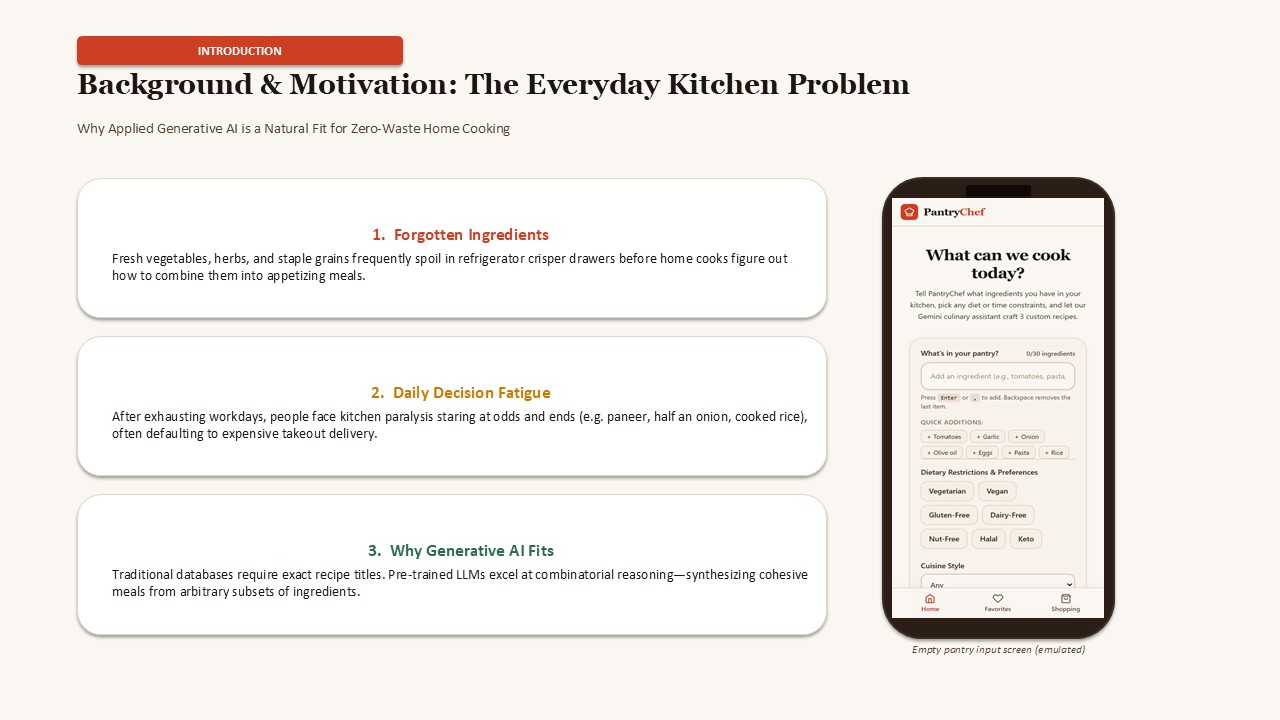 INTRODUCTION
Background & Motivation: The Everyday Kitchen Problem
Why Applied Generative AI is a Natural Fit for Zero-Waste Home Cooking
1. Forgotten Ingredients
Fresh vegetables, herbs, and staple grains frequently spoil in refrigerator crisper drawers before home cooks figure out
how to combine them into appetizing meals.
2. Daily Decision Fatigue
After exhausting workdays, people face kitchen paralysis staring at odds and ends (e.g. paneer, half an onion, cooked rice),
often defaulting to expensive takeout delivery.
3. Why Generative AI Fits
Traditional databases require exact recipe titles. Pre-trained LLMs excel at combinatorial reasoning—synthesizing cohesive
meals from arbitrary subsets of ingredients.
PantryChef
What can we cook
today?
Tell PantryChef what ingredients you have in your
kitchen, pick any diet or time constraints, and let our
Gemini culinary assistant craft 3 custom recipes.
What's in your pantry? 0/30 ingredients
Add an ingredient (e.g., tomatoes, pasta,
Press Enter or , to add. Backspace removes the
last item.
QUICK ADDITIONS:
+ Tomatoes + Garlic + Onion
+ Olive oil + Eggs + Pasta + Rice
Dietary Restrictions & Preferences
Vegetarian Vegan
Gluten-Free Dairy-Free
Nut-Free Halal Keto
Cuisine Style
Any
Home Favorites Shopping
Empty pantry input screen (emulated)